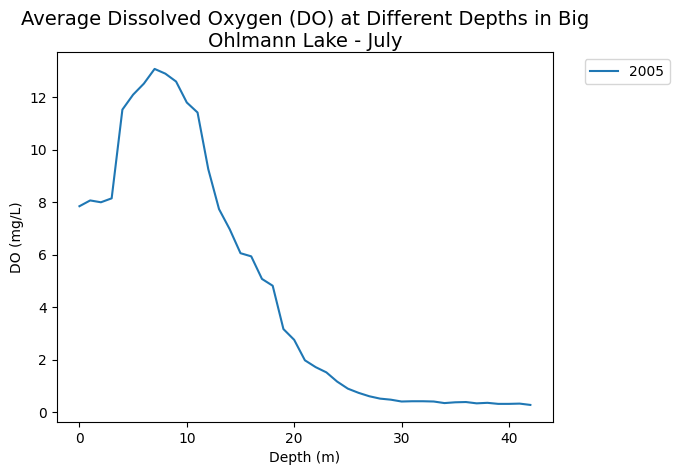 Average Dissolved Oxygen (DO) at Different Depths in Big
Ohlmann Lake - July
2005
DO (mg/L)
12
10
8
6
4
2
0
0 10 20 30 40
Depth (m)